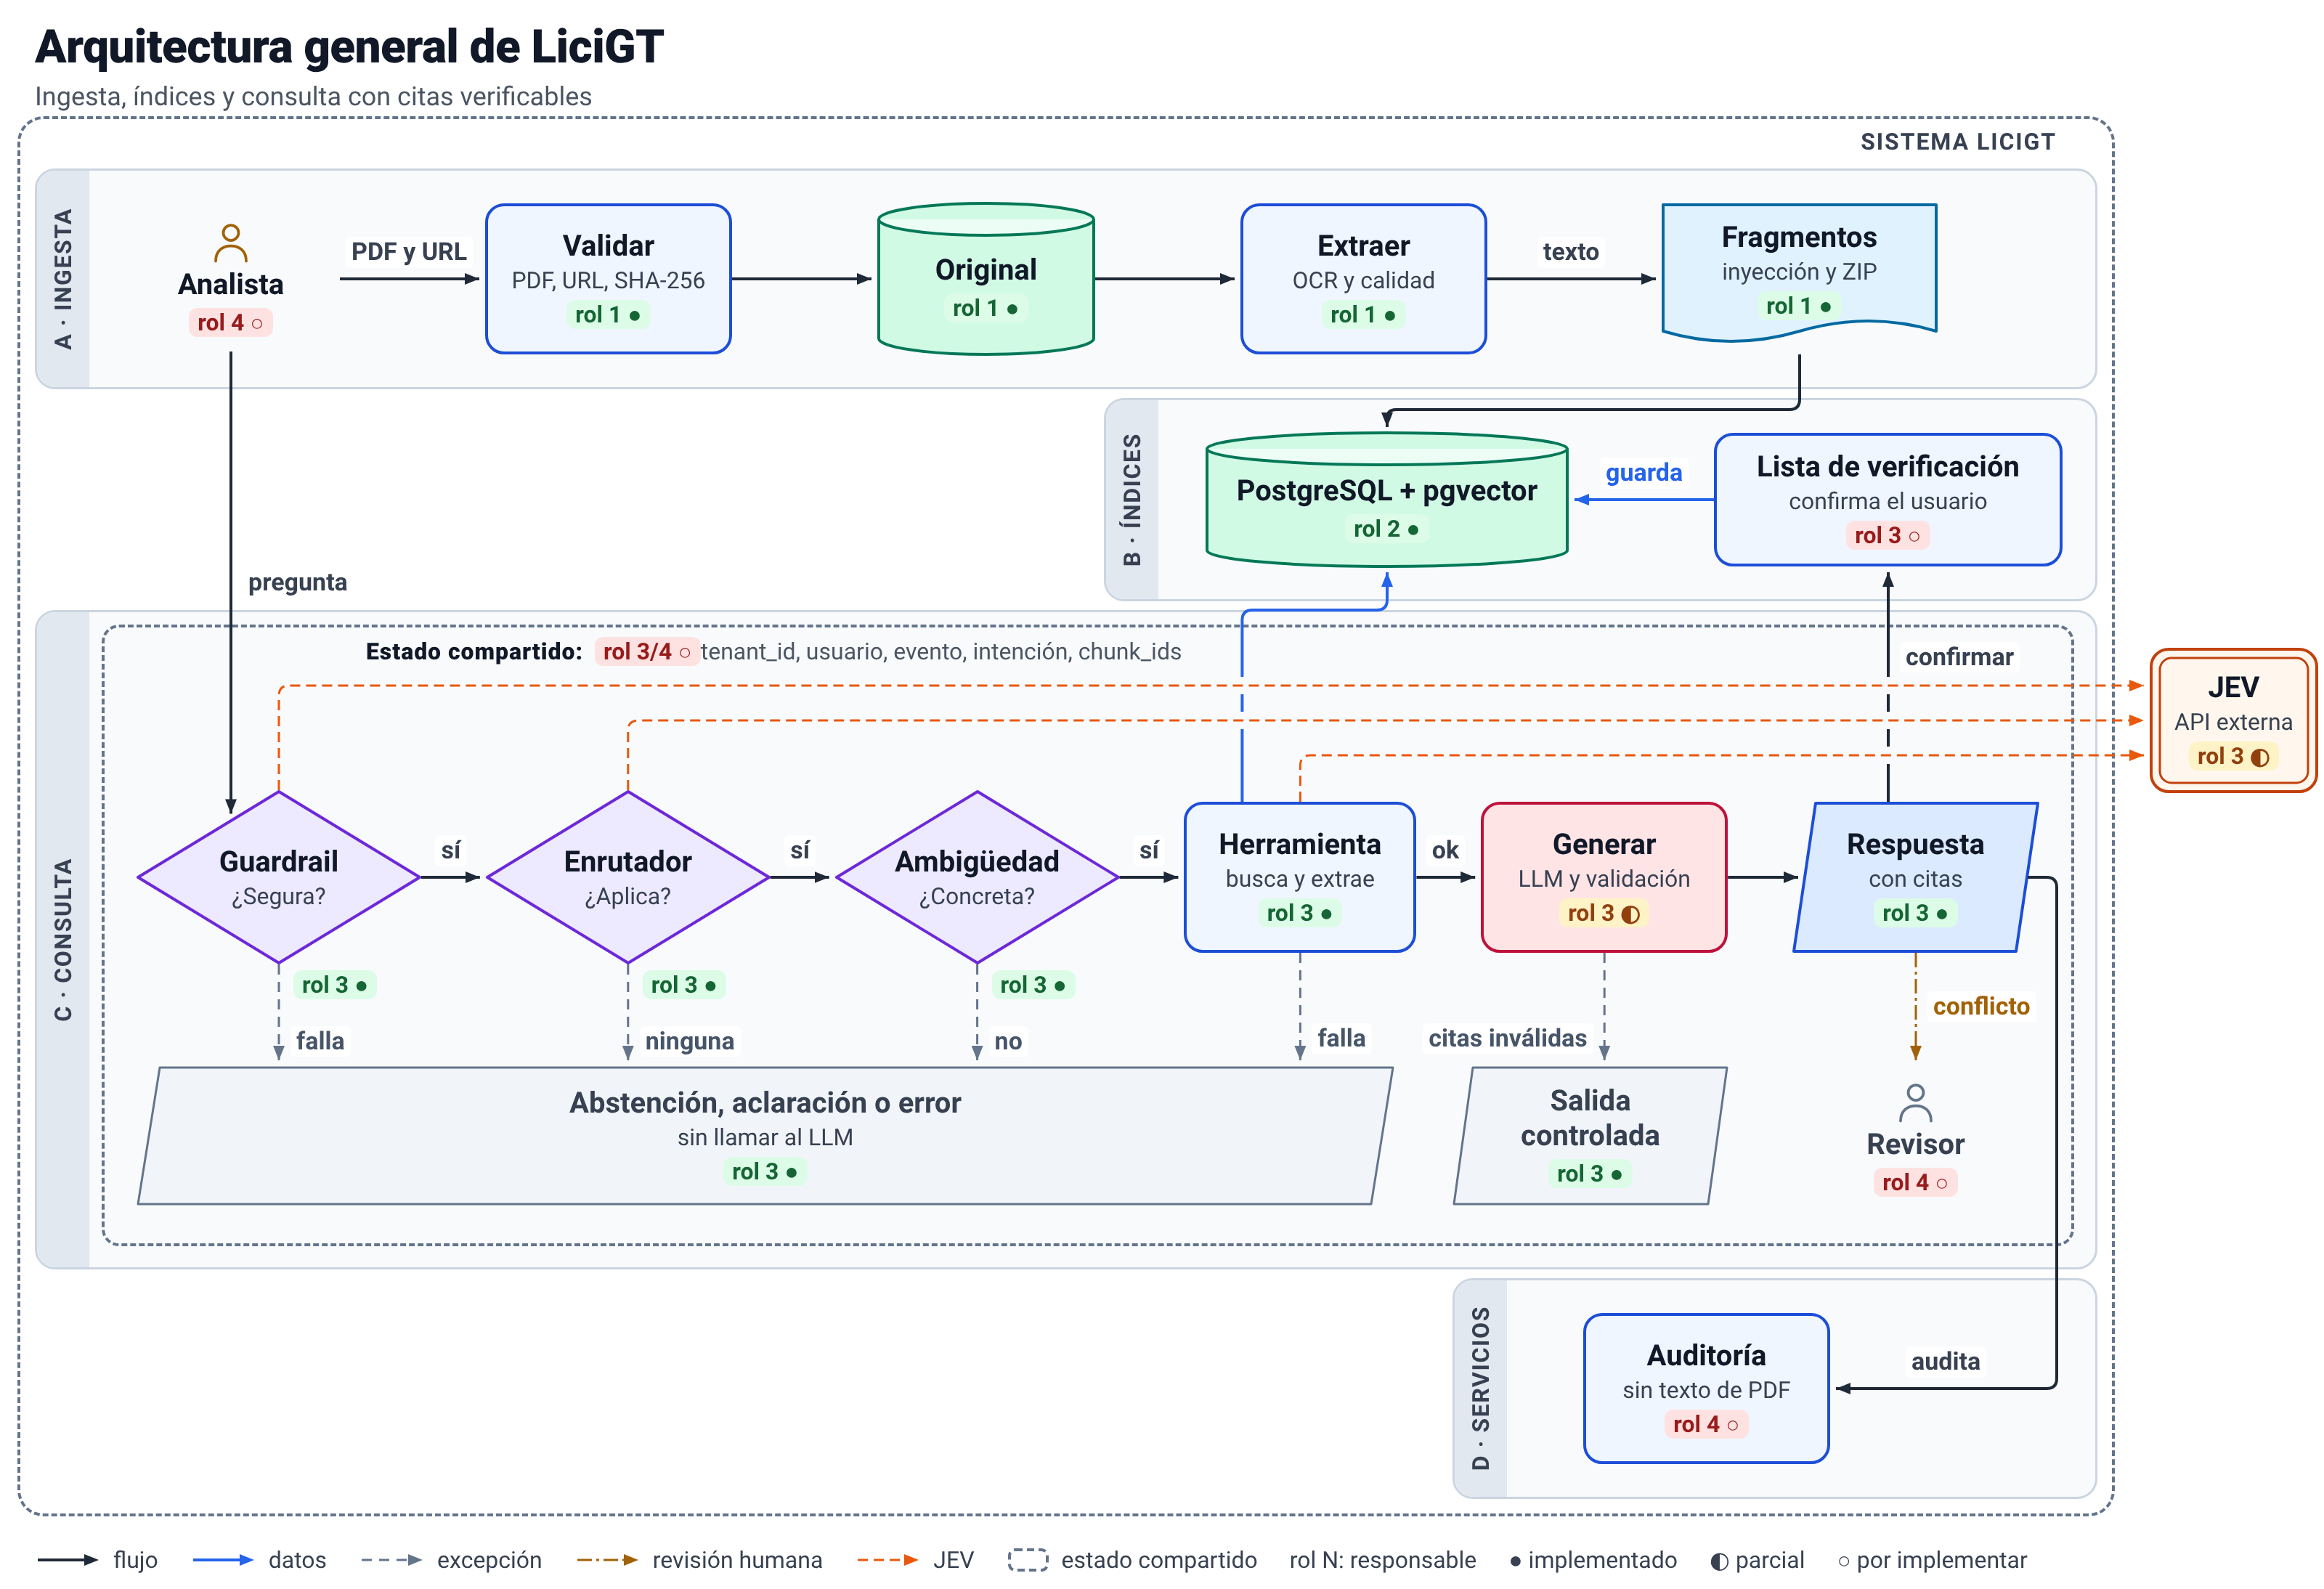 Arquitectura general de LiciGT
Ingesta, índices y consulta con citas verificables
SISTEMA LICIGT
A · INGESTA
Analista
rol 4 ○
PDF y URL
Validar
PDF, URL, SHA-256
rol 1 ●
Original
rol 1 ●
Extraer
OCR y calidad
rol 1 ●
texto
Fragmentos
inyección y ZIP
rol 1 ●
B · ÍNDICES
PostgreSQL + pgvector
rol 2 ●
guarda
Lista de verificación
confirma el usuario
rol 3 ○
pregunta
C · CONSULTA
Estado compartido: rol 3/4 ○ tenant_id, usuario, evento, intención, chunk_ids
confirmar
JEV
API externa
rol 3 ◐
Guardrail
¿Segura?
rol 3 ●
sí
Enrutador
¿Aplica?
rol 3 ●
sí
Ambigüedad
¿Concreta?
rol 3 ●
sí
Herramienta
busca y extrae
rol 3 ●
ok
Generar
LLM y validación
rol 3 ◐
Respuesta
con citas
rol 3 ●
falla
ninguna
no
falla
citas inválidas
conflicto
Abstención, aclaración o error
sin llamar al LLM
rol 3 ●
Salida
controlada
rol 3 ●
Revisor
rol 4 ○
D · SERVICIOS
Auditoría
sin texto de PDF
rol 4 ○
audita
flujo
datos
excepción
revisión humana
JEV
estado compartido
rol N: responsable
● implementado
◐ parcial
○ por implementar